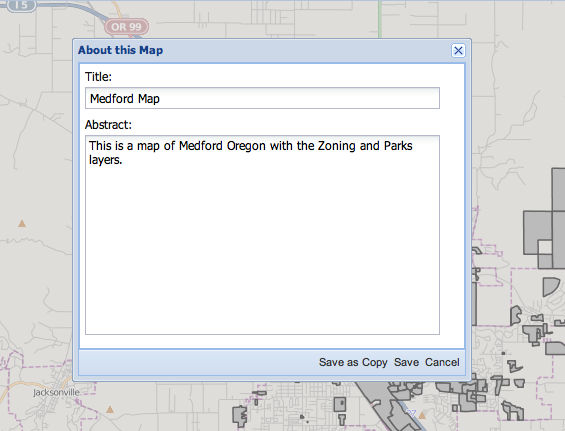 I 5
OR 99
About this Map
Title:
Medford Map
Abstract:
This is a map of Medford Oregon with the Zoning and Parks
layers.
Save as Copy Save Cancel
Jacksonville